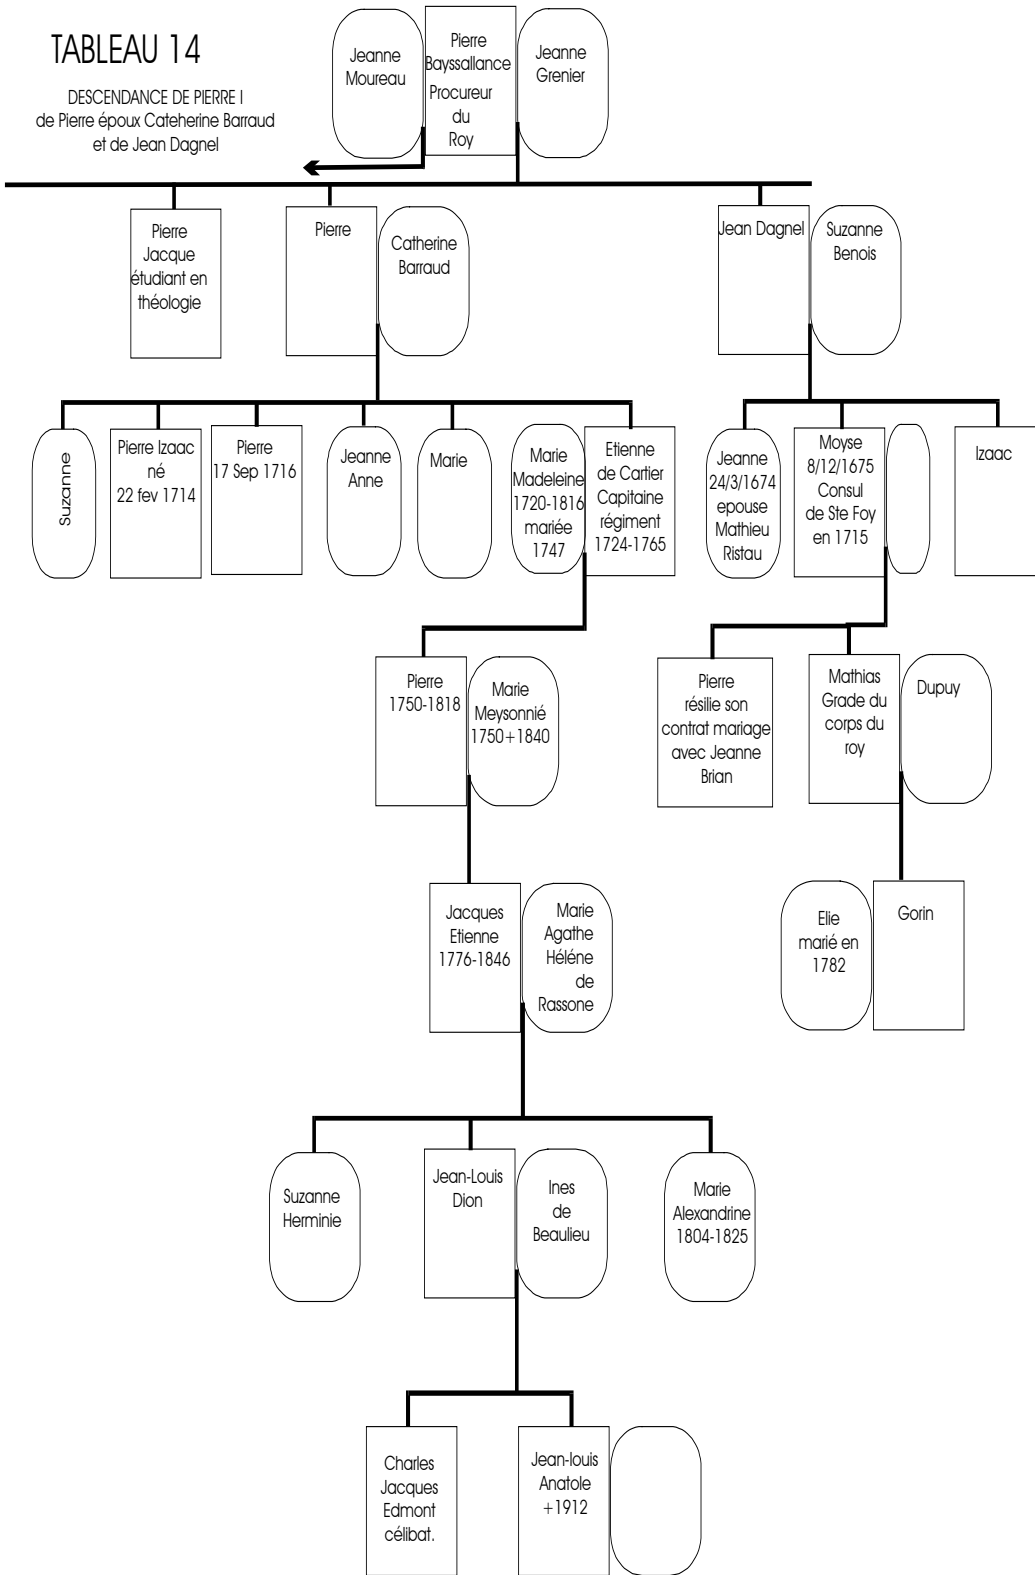 TABLEAU 14
DESCENDANCE DE PIERRE I
de Pierre époux Cateherine Barraud
et de Jean Dagnel
Jeanne
Moureau
Pierre
Bayssallance
Procureur
du
Roy
Jeanne
Grenier
Pierre
Jacque
étudiant en
théologie
Pierre
Catherine
Barraud
Jean Dagnel
Suzanne
Benois
Suzanne
Pierre Izaac
né
22 fev 1714
Pierre
17 Sep 1716
Jeanne
Anne
Marie
Marie
Madeleine
1720-1816
mariée
1747
Etienne
de Cartier
Capitaine
régiment
1724-1765
Jeanne
24/3/1674
epouse
Mathieu
Ristau
Moyse
8/12/1675
Consul
de Ste Foy
en 1715
Izaac
Pierre
1750-1818
Marie
Meysonnié
1750+1840
Pierre
résilie son
contrat mariage
avec Jeanne
Brian
Mathias
Grade du
corps du
roy
Dupuy
Jacques
Etienne
1776-1846
Marie
Agathe
Héléne
de
Rassone
Elie
marié en
1782
Gorin
Suzanne
Herminie
Jean-Louis
Dion
Ines
de
Beaulieu
Marie
Alexandrine
1804-1825
Charles
Jacques
Edmont
célibat.
Jean-louis
Anatole
+1912